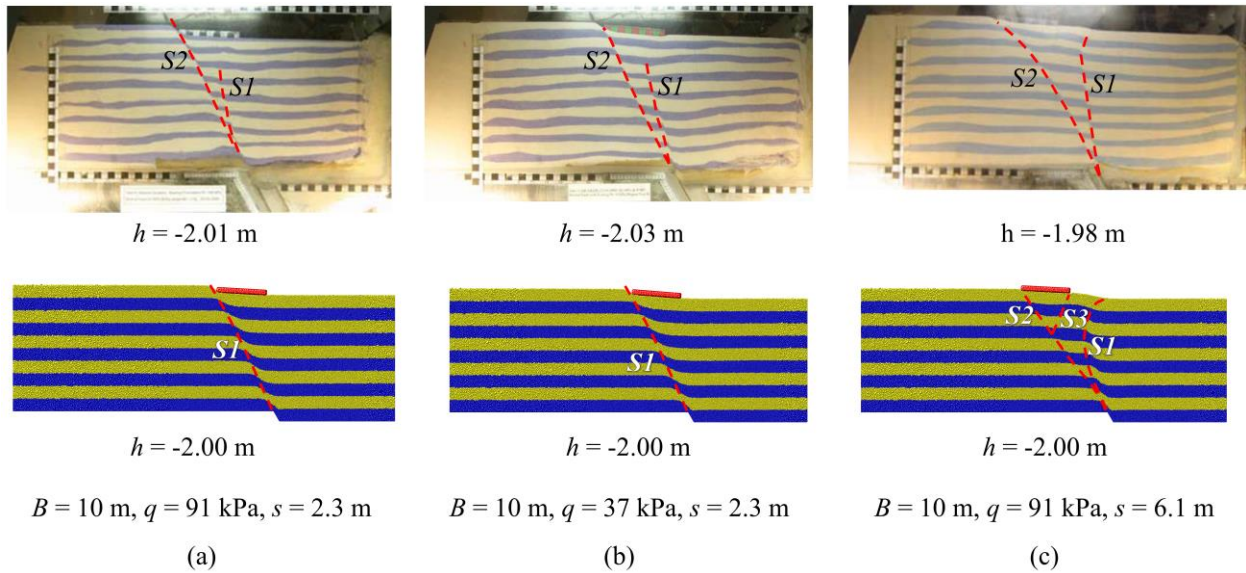 S2
S1
S2
S1
S2
S1
h = -2.01 m
h = -2.03 m
h = -1.98 m
S1
S1
S2
S3
S1
h = -2.00 m
h = -2.00 m
h = -2.00 m
B = 10 m, q = 91 kPa, s = 2.3 m
B = 10 m, q = 37 kPa, s = 2.3 m
B = 10 m, q = 91 kPa, s = 6.1 m
(a)
(b)
(c)